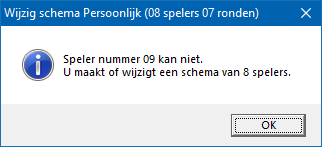 Wijzig schema Persoonlijk (08 spelers 07 ronden)
Speler nummer 09 kan niet.
U maakt of wijzigt een schema van 8 spelers.
OK